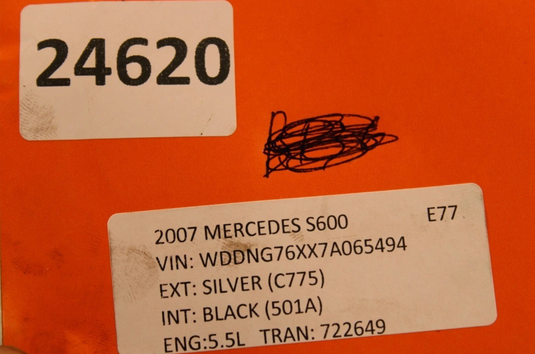 24620
2007 MERCEDES S600 E77
VIN: WDDNG76XX7A065494
EXT: SILVER (C775)
INT: BLACK (501A)
ENG:5.5L TRAN: 722649